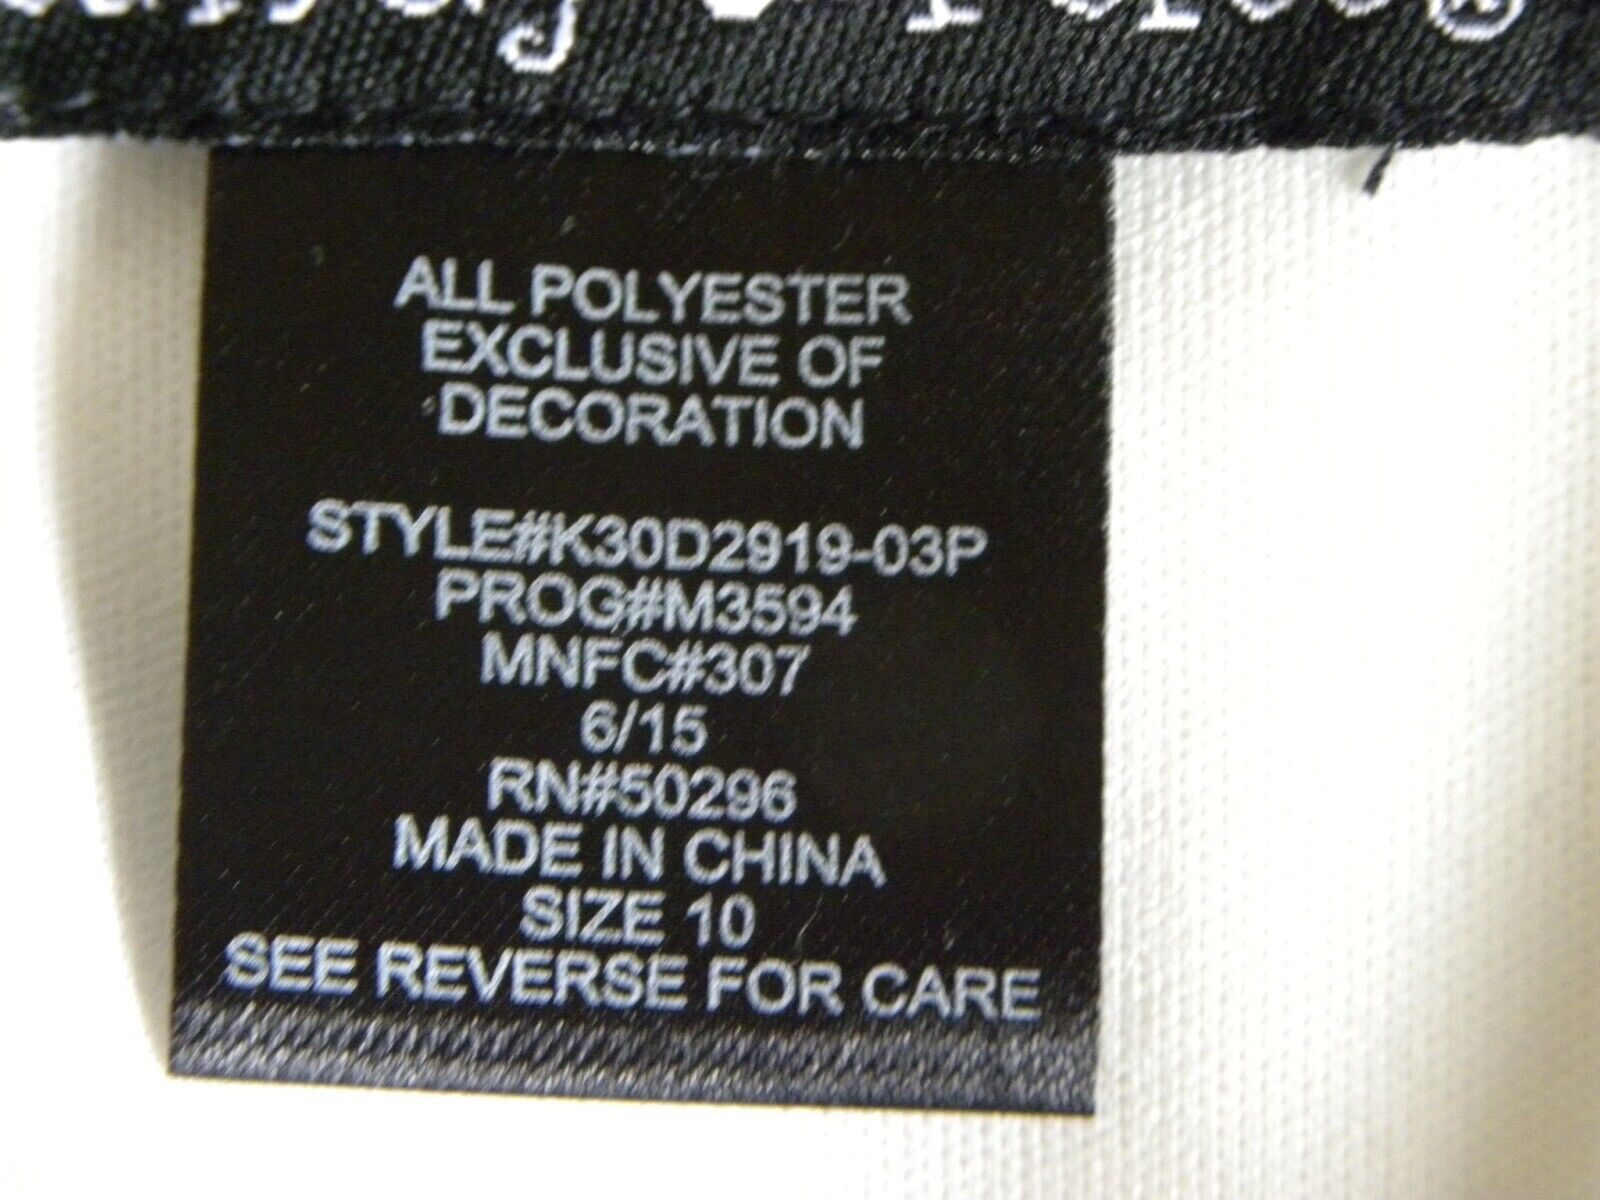 ALL POLYESTER
EXCLUSIVE OF
DECORATION
STYLE#K30D2919-03P
PROG#M3594
MNFC#307
6/15
RN#50296
MADE IN CHINA
SIZE 10
SEE REVERSE FOR CARE